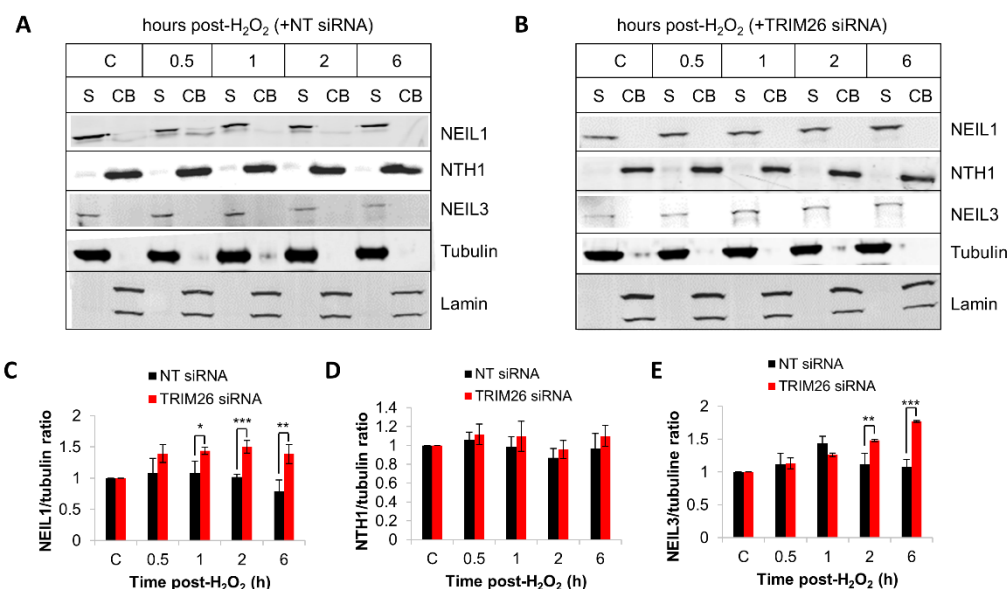 A
hours post-H₂O₂ (+NT siRNA)
C 0.5 1 2 6
S CB S CB S CB S CB S CB
NEIL1
NTH1
NEIL3
Tubulin
Lamin
B
hours post-H₂O₂ (+TRIM26 siRNA)
C 0.5 1 2 6
S CB S CB S CB S CB S CB
NEIL1
NTH1
NEIL3
Tubulin
Lamin
C
NT siRNA
TRIM26 siRNA
NEIL1/tubulin ratio
2
1.5
1
0.5
0
* *** **
C 0.5 1 2 6
Time post-H₂O₂ (h)
D
NT siRNA
TRIM26 siRNA
NTH1/tubulin ratio
1.4
1.2
1
0.8
0.6
0.4
0.2
0
C 0.5 1 2 6
Time post-H₂O₂ (h)
E
NT siRNA
TRIM26 siRNA
NEIL3/tubuline ratio
2
1.5
1
0.5
0
** ***
C 0.5 1 2 6
Time post-H₂O₂ (h)